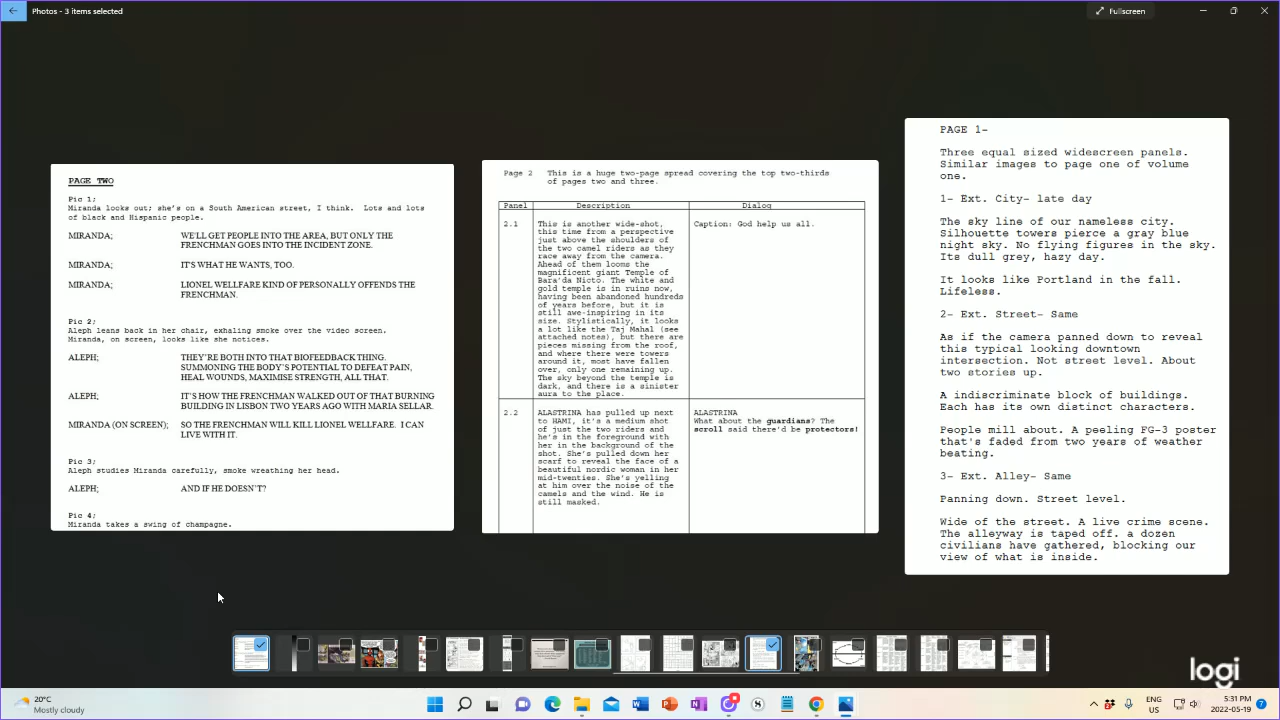 Photos - 3 items selected
Fullscreen
PAGE TWO
Pic 1;
Miranda looks out; she's on a South American street, I think. Lots and lots
of black and Hispanic people.
MIRANDA; WE'LL GET PEOPLE INTO THE AREA, BUT ONLY THE
FRENCHMAN GOES INTO THE INCIDENT ZONE.
MIRANDA; IT'S WHAT HE WANTS, TOO.
MIRANDA; LIONEL WELLFARE KIND OF PERSONALLY OFFENDS THE
FRENCHMAN.
Pic 2;
Aleph leans back in her chair, exhaling smoke over the video screen.
Miranda, on screen, looks like she notices.
ALEPH; THEY'RE BOTH INTO THAT BIOFEEDBACK THING.
SUMMONING THE BODY'S POTENTIAL TO DEFEAT PAIN,
HEAL WOUNDS, MAXIMISE STRENGTH, ALL THAT.
ALEPH; IT'S HOW THE FRENCHMAN WALKED OUT OF THAT BURNING
BUILDING IN LISBON TWO YEARS AGO WITH MARIA SELLAR.
MIRANDA (ON SCREEN); SO THE FRENCHMAN WILL KILL LIONEL WELLFARE. I CAN
LIVE WITH IT.
Pic 3;
Aleph studies Miranda carefully, smoke wreathing her head.
ALEPH; AND IF HE DOESN'T?
Pic 4;
Miranda takes a swing of champagne.
Page 2 This is a huge two-page spread covering the top two-thirds
of pages two and three.
Panel Description Dialog
2.1 This is another wide-shot, Caption: God help us all.
this time from a perspective
just above the shoulders of
the two camel riders as they
race away from the camera.
Ahead of them looms the
magnificent giant Temple of
Bara'da Nicto. The white and
gold temple is in ruins now,
having been abandoned hundreds
of years before, but it is
still awe-inspiring in its
size. Stylistically, it looks
a lot like the Taj Mahal (see
attached notes), but there are
pieces missing from the roof,
and where there were towers
around it, most have fallen
over, only one remaining up.
The sky beyond the temple is
dark, and there is a sinister
aura to the place.
2.2 ALASTRINA has pulled up next ALASTRINA
to HAMI, it's a medium shot What about the guardians? The
of just the two riders and scroll said there'd be protectors!
he's in the foreground with
her in the background of the
shot. She's pulled down her
scarf to reveal the face of a
beautiful nordic woman in her
mid-twenties. She's yelling
at him over the noise of the
camels and the wind. He is
still masked.
PAGE 1-
Three equal sized widescreen panels.
Similar images to page one of volume
one.
1- Ext. City- late day
The sky line of our nameless city.
Silhouette towers pierce a gray blue
night sky. No flying figures in the sky.
Its dull grey, hazy day.
It looks like Portland in the fall.
Lifeless.
2- Ext. Street- Same
As if the camera panned down to reveal
this typical looking downtown
intersection. Not street level. About
two stories up.
A indiscriminate block of buildings.
Each has its own distinct characters.
People mill about. A peeling FG-3 poster
that's faded from two years of weather
beating.
3- Ext. Alley- Same
Panning down. Street level.
Wide of the street. A live crime scene.
The alleyway is taped off. a dozen
civilians have gathered, blocking our
view of what is inside.
logi
20°C
Mostly cloudy
ENG
US
5:31 PM
2022-05-19